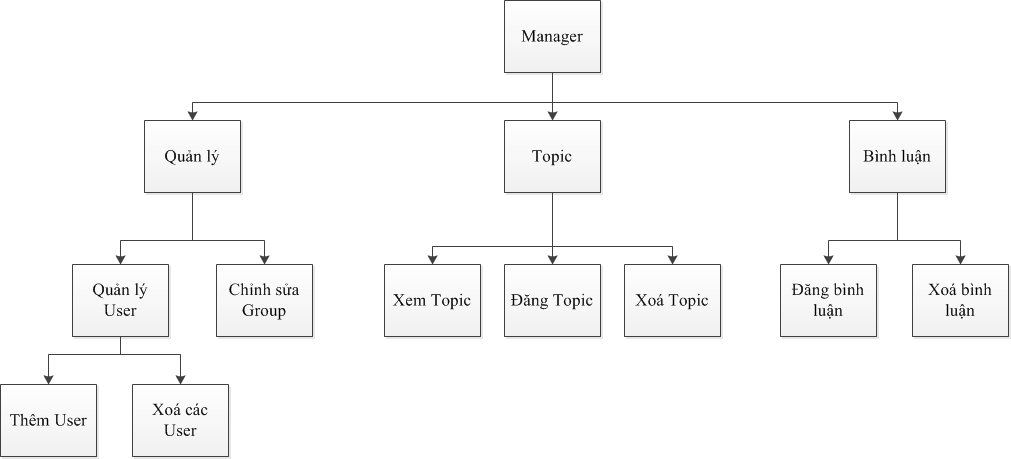 Manager
Quản lý
Topic
Bình luận
Quản lý
User
Chỉnh sửa
Group
Xem Topic
Đăng Topic
Xoá Topic
Đăng bình
luận
Xoá bình
luận
Thêm User
Xoá các
User